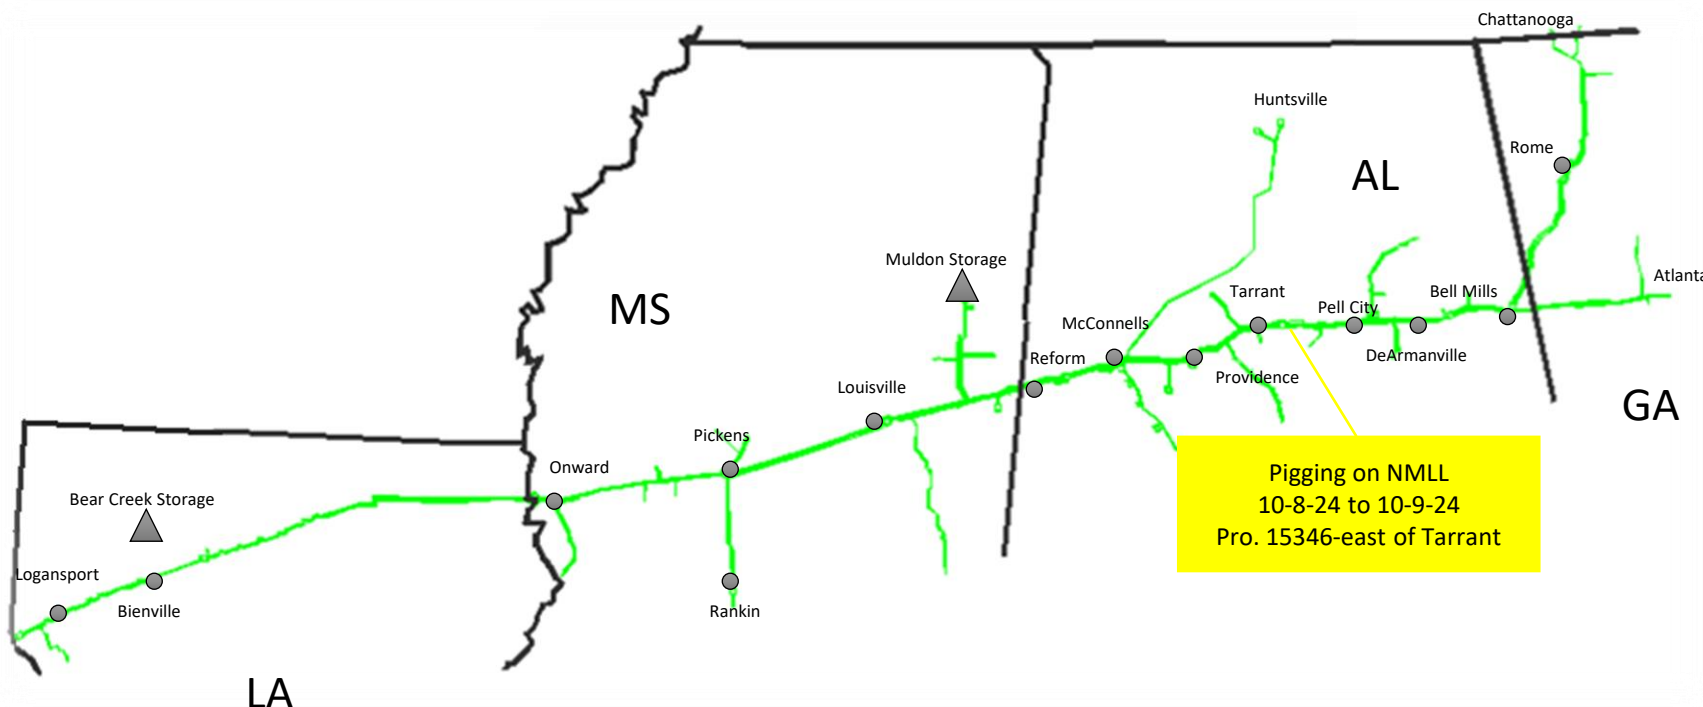 Chattanooga
Huntsville
Rome
AL
Muldon Storage
MS
Tarrant
Bell Mills
Atlanta
Pell City
McConnells
Reform
DeArmanville
Providence
Louisville
GA
Pickens
Onward
Bear Creek Storage
Pigging on NMLL
10-8-24 to 10-9-24
Pro. 15346-east of Tarrant
Logansport
Bienville
Rankin
LA